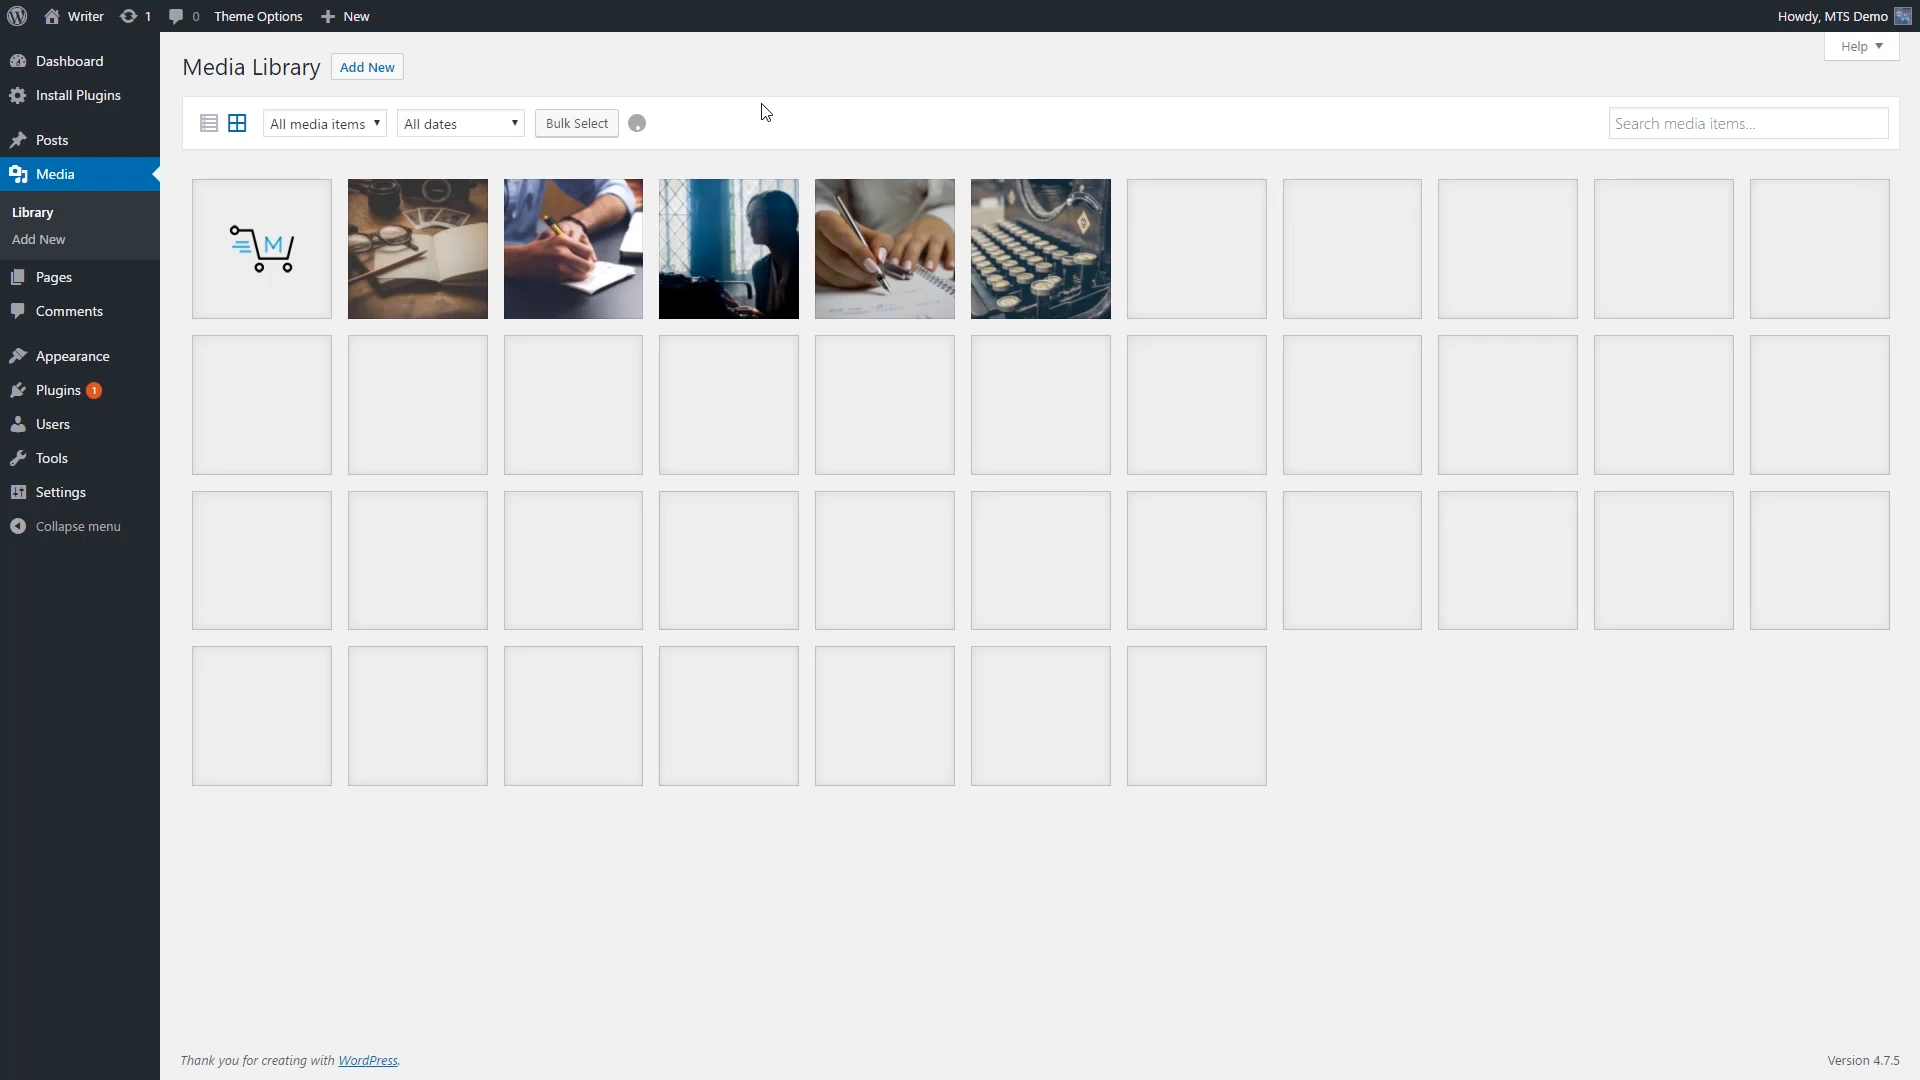 Writer 1 0 Theme Options New Howdy, MTS Demo
Help
Dashboard
Install Plugins
Posts
Media
Library
Add New
Pages
Comments
Appearance
Plugins 1
Users
Tools
Settings
Collapse menu
Media Library Add New
All media items All dates Bulk Select Search media items...
M
Thank you for creating with WordPress. Version 4.7.5